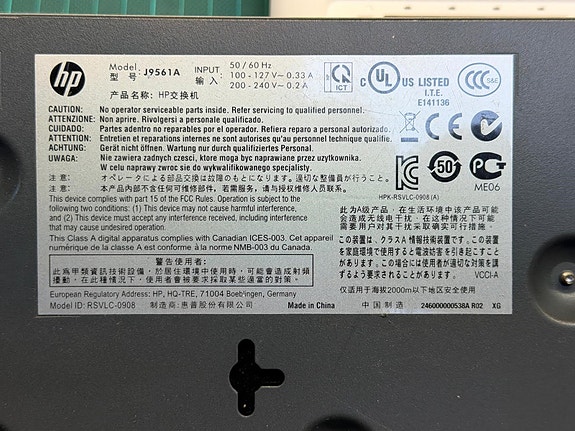 hp
Model: J9561A
型 号:
INPUT
输 入:
50/60 Hz
100 - 127 V~ 0.33 A
200 - 240 V~ 0.2 A
产品名称: HP交换机
ICT
C UL US LISTED
I.T.E.
E141136
CCC
S&E
CAUTION: No operator serviceable parts inside. Refer servicing to qualified personnel.
ATTENZIONE: Non aprire. Rivolgersi a personale qualificato.
CUIDADO: Partes adentro no reparables por el operador. Refiera reparo a personal autorizado.
ATTENTION: Entretien et reparations internes ne sont autorises qu'au personnel technique qualifie.
ACHTUNG: Gerät nicht öffnen. Wartung nur durch qualifiziertes Personal.
UWAGA: Nie zawiera zadnych czesci, ktore moga byc naprawiane przez uzytkownika.
W celu naprawy zwroc sie do wykwalifikowanego specjalisty.
注意: オペレータによる部品交換は故障のもとになります。適切な整備員が行うこと。
注意: 本产品内部不含任何可维修部件，若需服务，请与授权维修人员联系。
CE
50
ME06
HPK-RSVLC-0908 (A)
This device complies with part 15 of the FCC Rules. Operation is subject to the
following two conditions: (1) This device may not cause harmful interference,
and (2) This device must accept any interference received, including interference
that may cause undesired operation.
This Class A digital apparatus complies with Canadian ICES-003. Cet appareil
numérique de la classe A est conforme à la norme NMB-003 du Canada.
警告使用者:
此為甲類資訊技術設備，於居住環境中使用時，可能會造成射頻
擾動，在此種情況下，使用者會被要求採取某些適當的對策。
European Regulatory Address: HP, HQ-TRE, 71004 Boeblingen, Germany
Model ID: RSVLC-0908
制造商：惠普股份有限公司
Made in China
此为A级产品，在生活环境中该产品可能
会造成无线电干扰，在这种情况下，可能
需要用户对其干扰采取确实可行措施。
この装置は、クラスA 情報技術装置です。この装置
を家庭環境で使用すると電波妨害を引き起こすことが
あります。この場合には使用者が適切な対策を講
ずるよう要求されることがあります。 VCCI-A
仅适用于海拔2000m以下地区安全使用
中国制造
246000000538A R02 XG